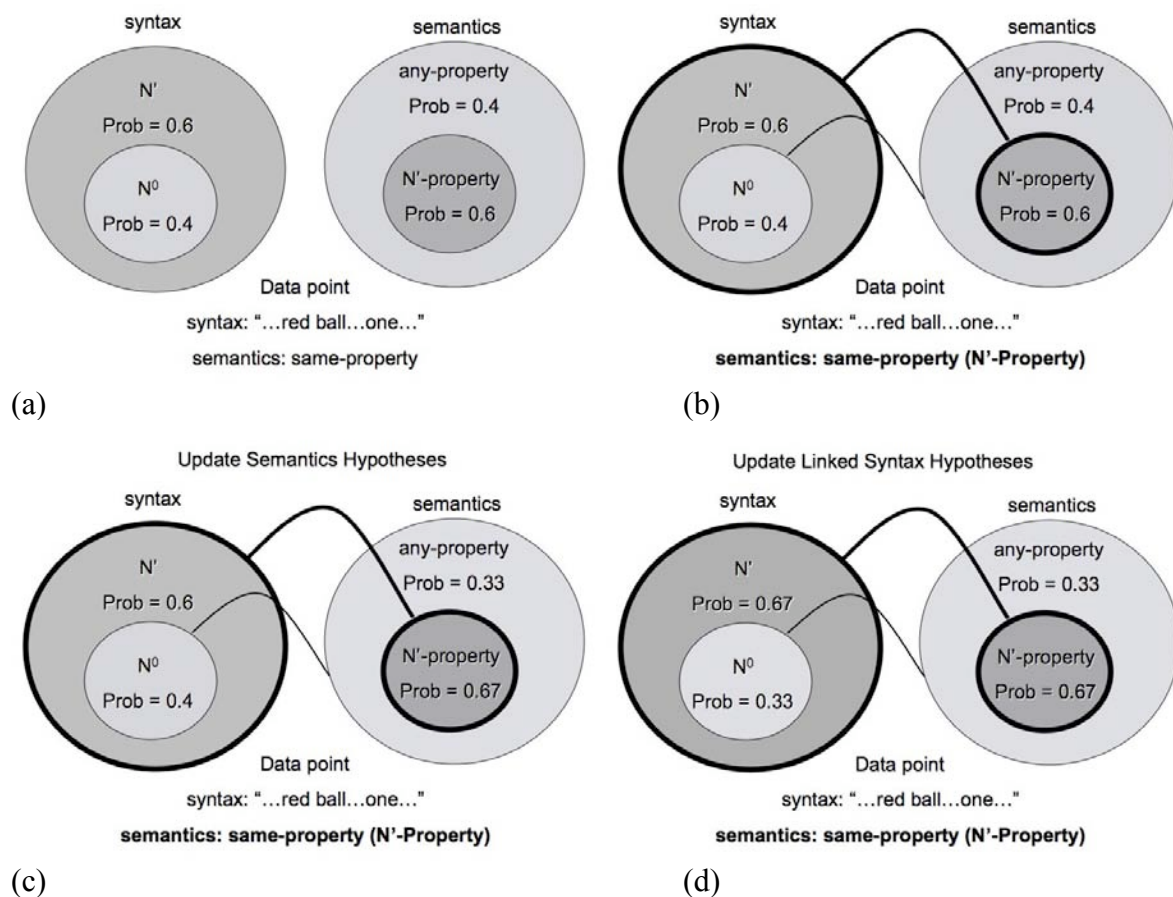 syntax
semantics
N'
Prob = 0.6
N⁰
Prob = 0.4
any-property
Prob = 0.4
N'-property
Prob = 0.6
Data point
syntax: “…red ball…one…”
semantics: same-property
(a)
syntax
semantics
N'
Prob = 0.6
N⁰
Prob = 0.4
any-property
Prob = 0.4
N'-property
Prob = 0.6
Data point
syntax: “…red ball…one…”
semantics: same-property (N'-Property)
(b)
Update Semantics Hypotheses
syntax
semantics
N'
Prob = 0.6
N⁰
Prob = 0.4
any-property
Prob = 0.33
N'-property
Prob = 0.67
Data point
syntax: “…red ball…one…”
semantics: same-property (N'-Property)
(c)
Update Linked Syntax Hypotheses
syntax
semantics
N'
Prob = 0.67
N⁰
Prob = 0.33
any-property
Prob = 0.33
N'-property
Prob = 0.67
Data point
syntax: “…red ball…one…”
semantics: same-property (N'-Property)
(d)